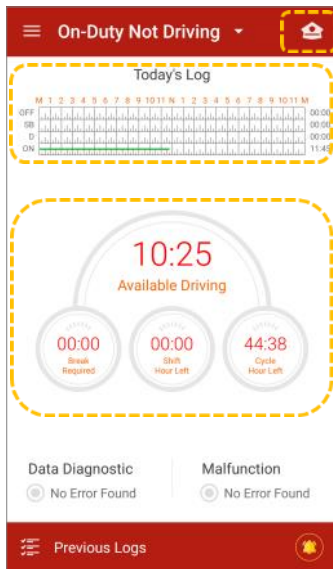 On-Duty Not Driving
Today's Log
M 1 2 3 4 5 6 7 8 9 10 11 N 1 2 3 4 5 6 7 8 9 10 11 M
OFF 00:00
SB 00:00
D 00:00
ON 11:45
10:25
Available Driving
00:00 00:00 44:38
Break Shift Cycle
Required Hour Left Hour Left
Data Diagnostic Malfunction
No Error Found No Error Found
Previous Logs